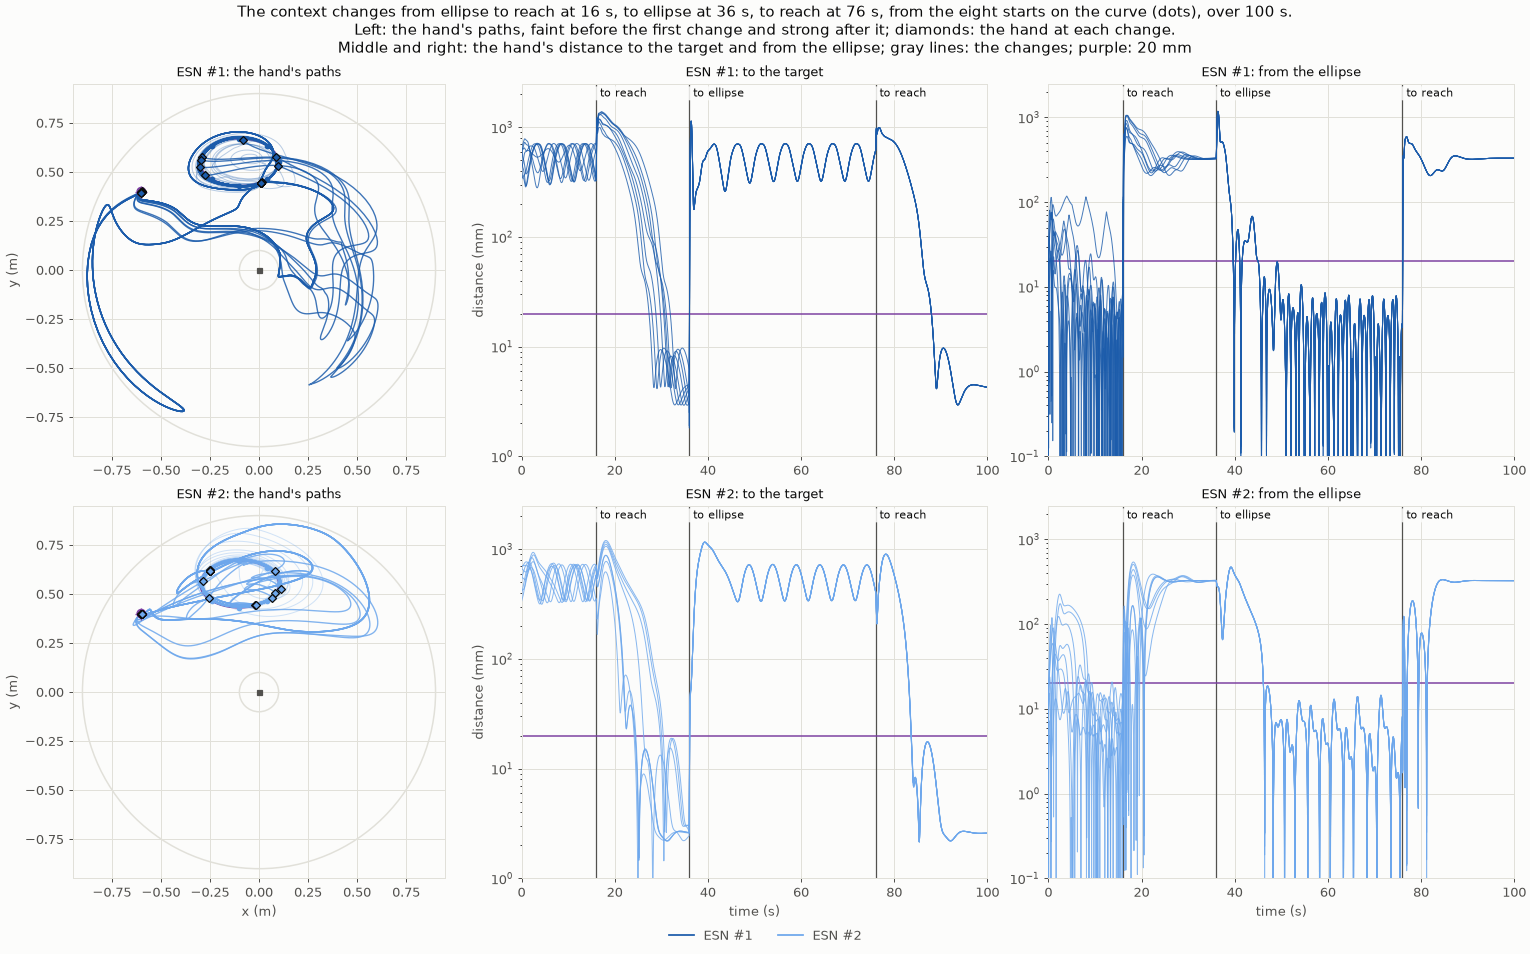 The context changes from ellipse to reach at 16 s, to ellipse at 36 s, to reach at 76 s, from the eight starts on the curve (dots), over 100 s.
Left: the hand's paths, faint before the first change and strong after it; diamonds: the hand at each change.
Middle and right: the hand's distance to the target and from the ellipse; gray lines: the changes; purple: 20 mm
ESN #1: the hand's paths
y (m)
0.75
0.50
0.25
0.00
−0.25
−0.50
−0.75
−0.75 −0.50 −0.25 0.00 0.25 0.50 0.75
ESN #1: to the target
to reach to ellipse to reach
distance (mm)
10³
10²
10¹
10⁰
0 20 40 60 80 100
ESN #1: from the ellipse
to reach to ellipse to reach
10³
10²
10¹
10⁰
10⁻¹
0 20 40 60 80 100
ESN #2: the hand's paths
y (m)
0.75
0.50
0.25
0.00
−0.25
−0.50
−0.75
−0.75 −0.50 −0.25 0.00 0.25 0.50 0.75
x (m)
ESN #2: to the target
to reach to ellipse to reach
distance (mm)
10³
10²
10¹
10⁰
0 20 40 60 80 100
time (s)
ESN #2: from the ellipse
to reach to ellipse to reach
10³
10²
10¹
10⁰
10⁻¹
0 20 40 60 80 100
time (s)
ESN #1 ESN #2